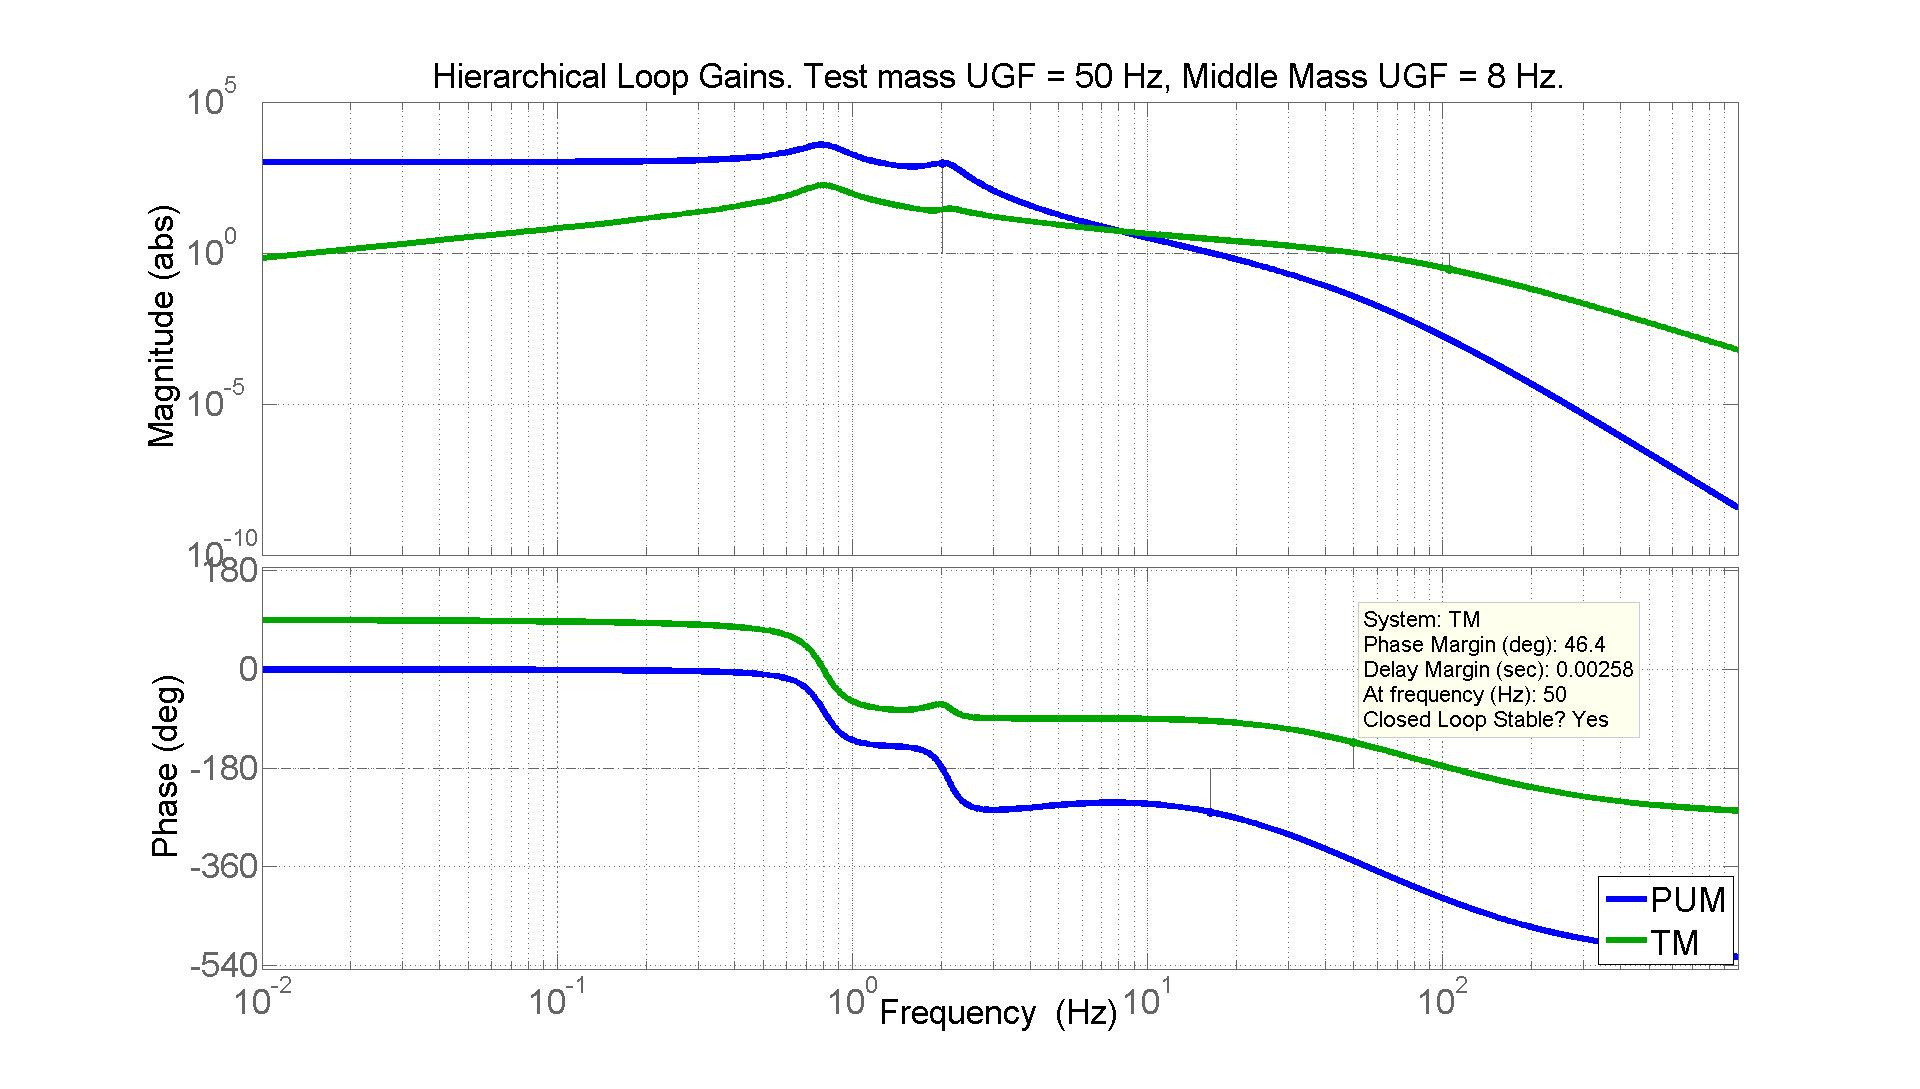 Hierarchical Loop Gains. Test mass UGF = 50 Hz, Middle Mass UGF = 8 Hz.
10^5
10^0
10^-5
10^-10
Magnitude (abs)
180
0
-180
-360
-540
Phase (deg)
System: TM
Phase Margin (deg): 46.4
Delay Margin (sec): 0.00258
At frequency (Hz): 50
Closed Loop Stable? Yes
PUM
TM
10^-2 10^-1 10^0 10^1 10^2
Frequency (Hz)